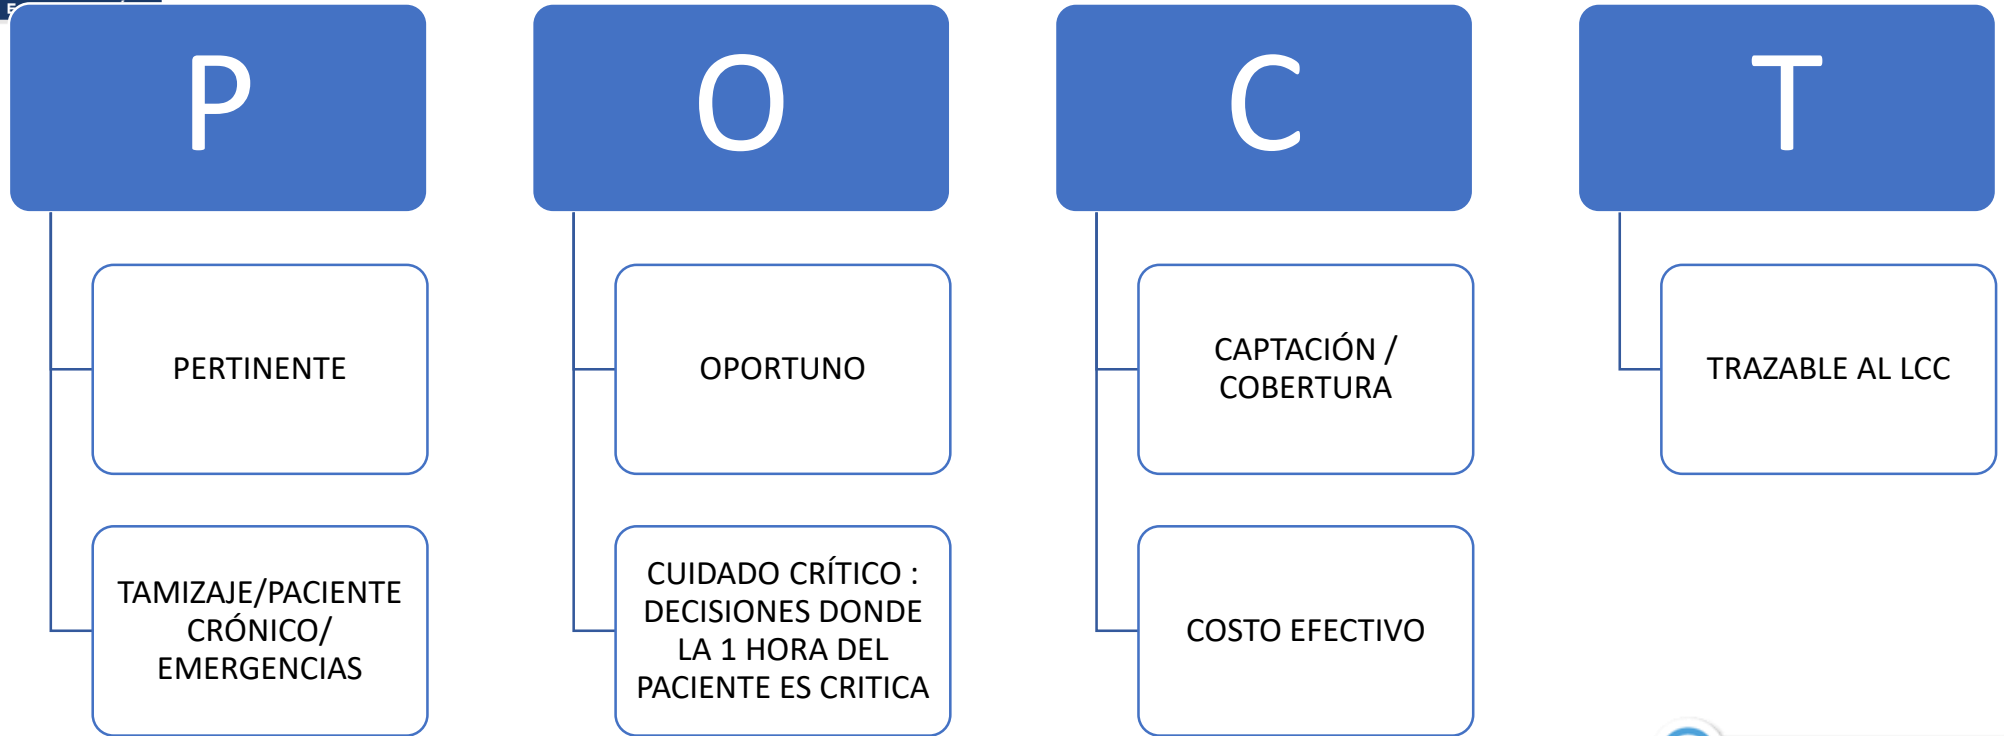 P
PERTINENTE
TAMIZAJE/PACIENTE
CRÓNICO/
EMERGENCIAS
O
OPORTUNO
CUIDADO CRÍTICO :
DECISIONES DONDE
LA 1 HORA DEL
PACIENTE ES CRITICA
C
CAPTACIÓN /
COBERTURA
COSTO EFECTIVO
T
TRAZABLE AL LCC